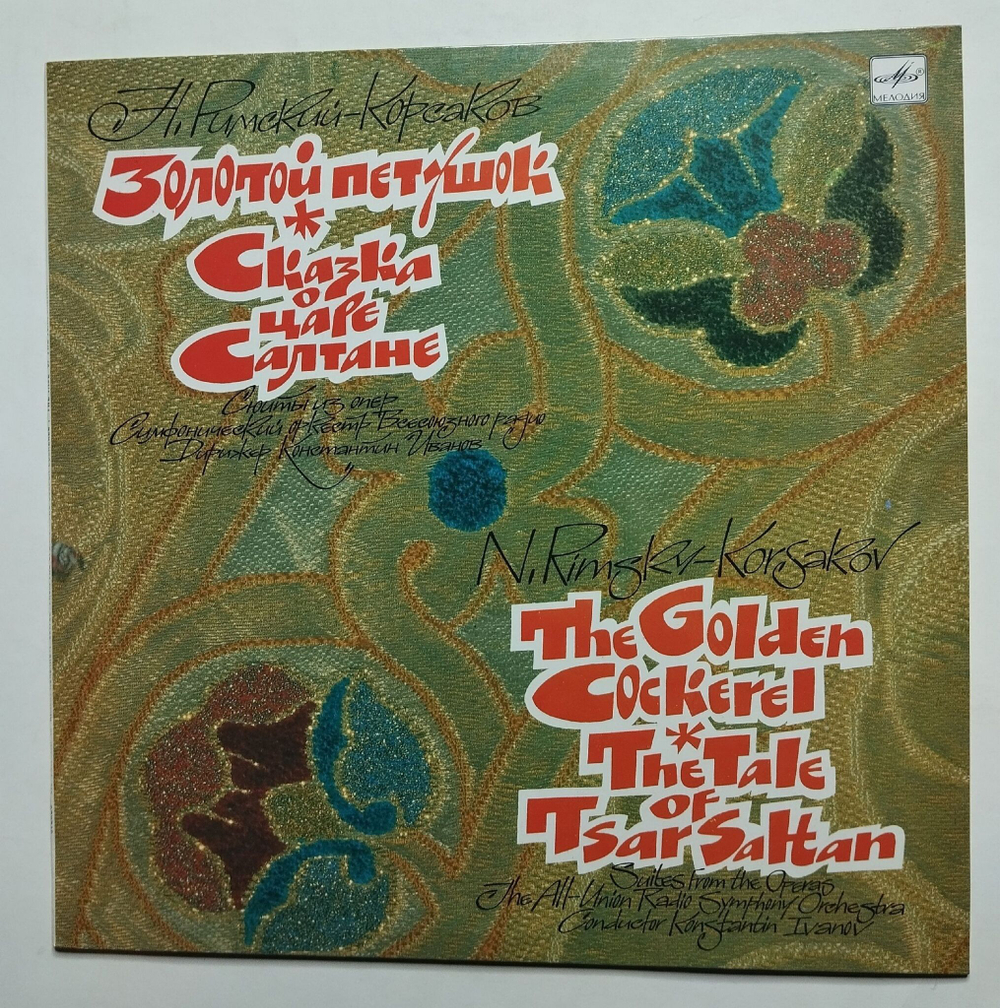 Н. Римский-Корсаков
МЕЛОДИЯ
Золотой петушок
*
Сказка
о
царе
Салтане
Сюиты из опер
Симфонический оркестр Всесоюзного радио
Дирижер Константин Иванов
N. Rimsky-Korsakov
The Golden
Cockerel
*
The Tale
of
Tsar Saltan
Suites from the Operas
The All-Union Radio Symphony Orchestra
Conductor Konstantin Ivanov